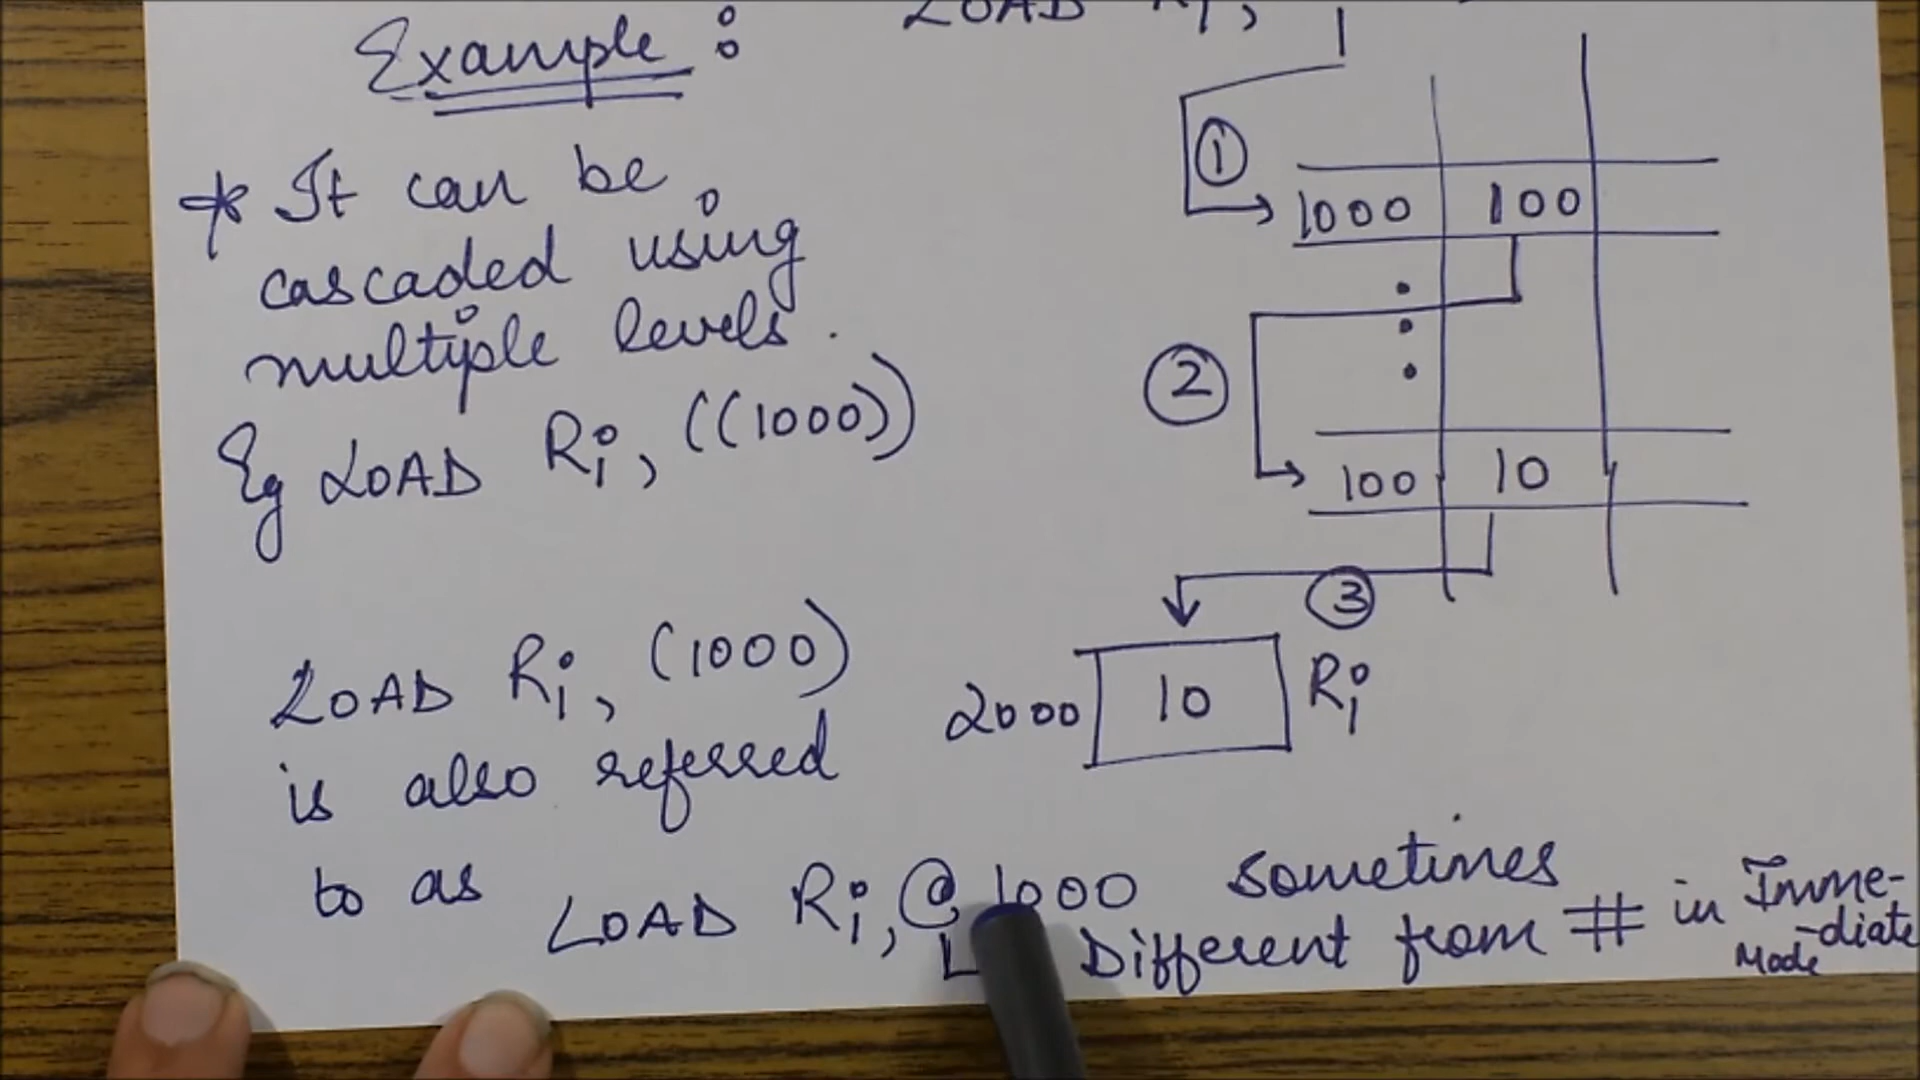 Example :
LOAD Ri,
* It can be
cascaded using
multiple levels.
Eg LOAD Ri, ((1000))
LOAD Ri, (1000)
is also referred
to as LOAD Ri, @1000 sometimes
Different from # in Imme-
-diate
Mode
1
1000 100
2
100 10
3
2000 10 Ri